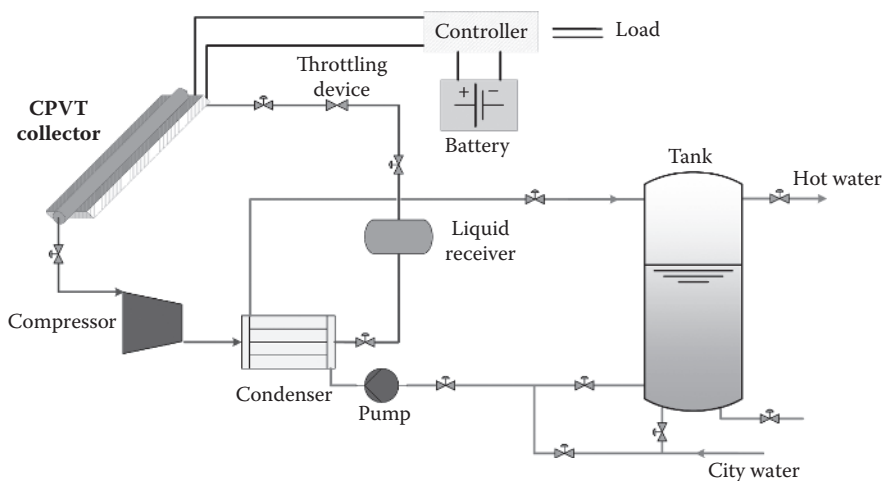 Controller
Load
Throttling
device
CPVT
collector
+ −
Battery
Tank
Hot water
Liquid
receiver
Compressor
Condenser
Pump
City water